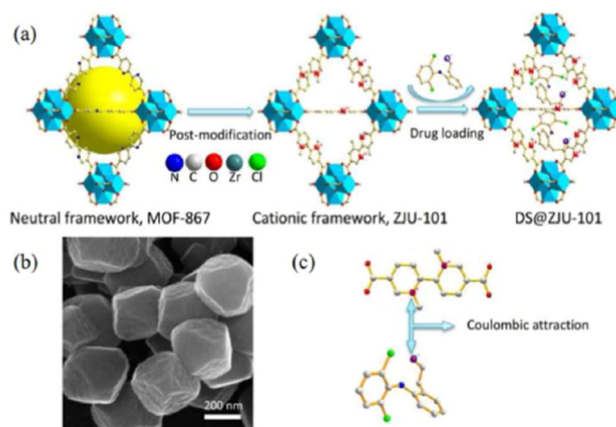 (a)
Post-modification
Drug loading
N C O Zr Cl
Neutral framework, MOF-867
Cationic framework, ZJU-101
DS@ZJU-101
(b)
200 nm
(c)
Coulombic attraction